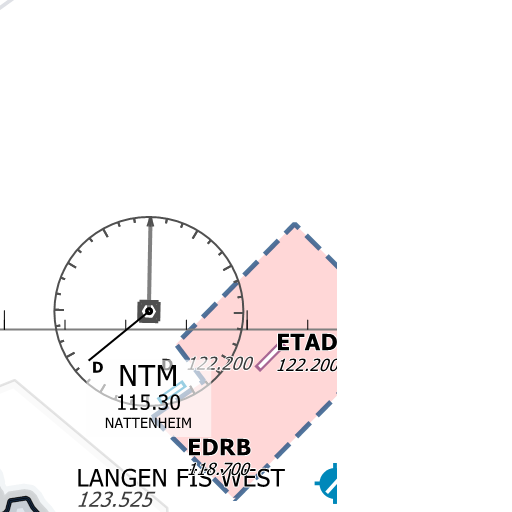 ETAD
122.200
D
D
122.200
NTM
115.30
NATTENHEIM
EDRB
118.700
LANGEN FIS WEST
123.525